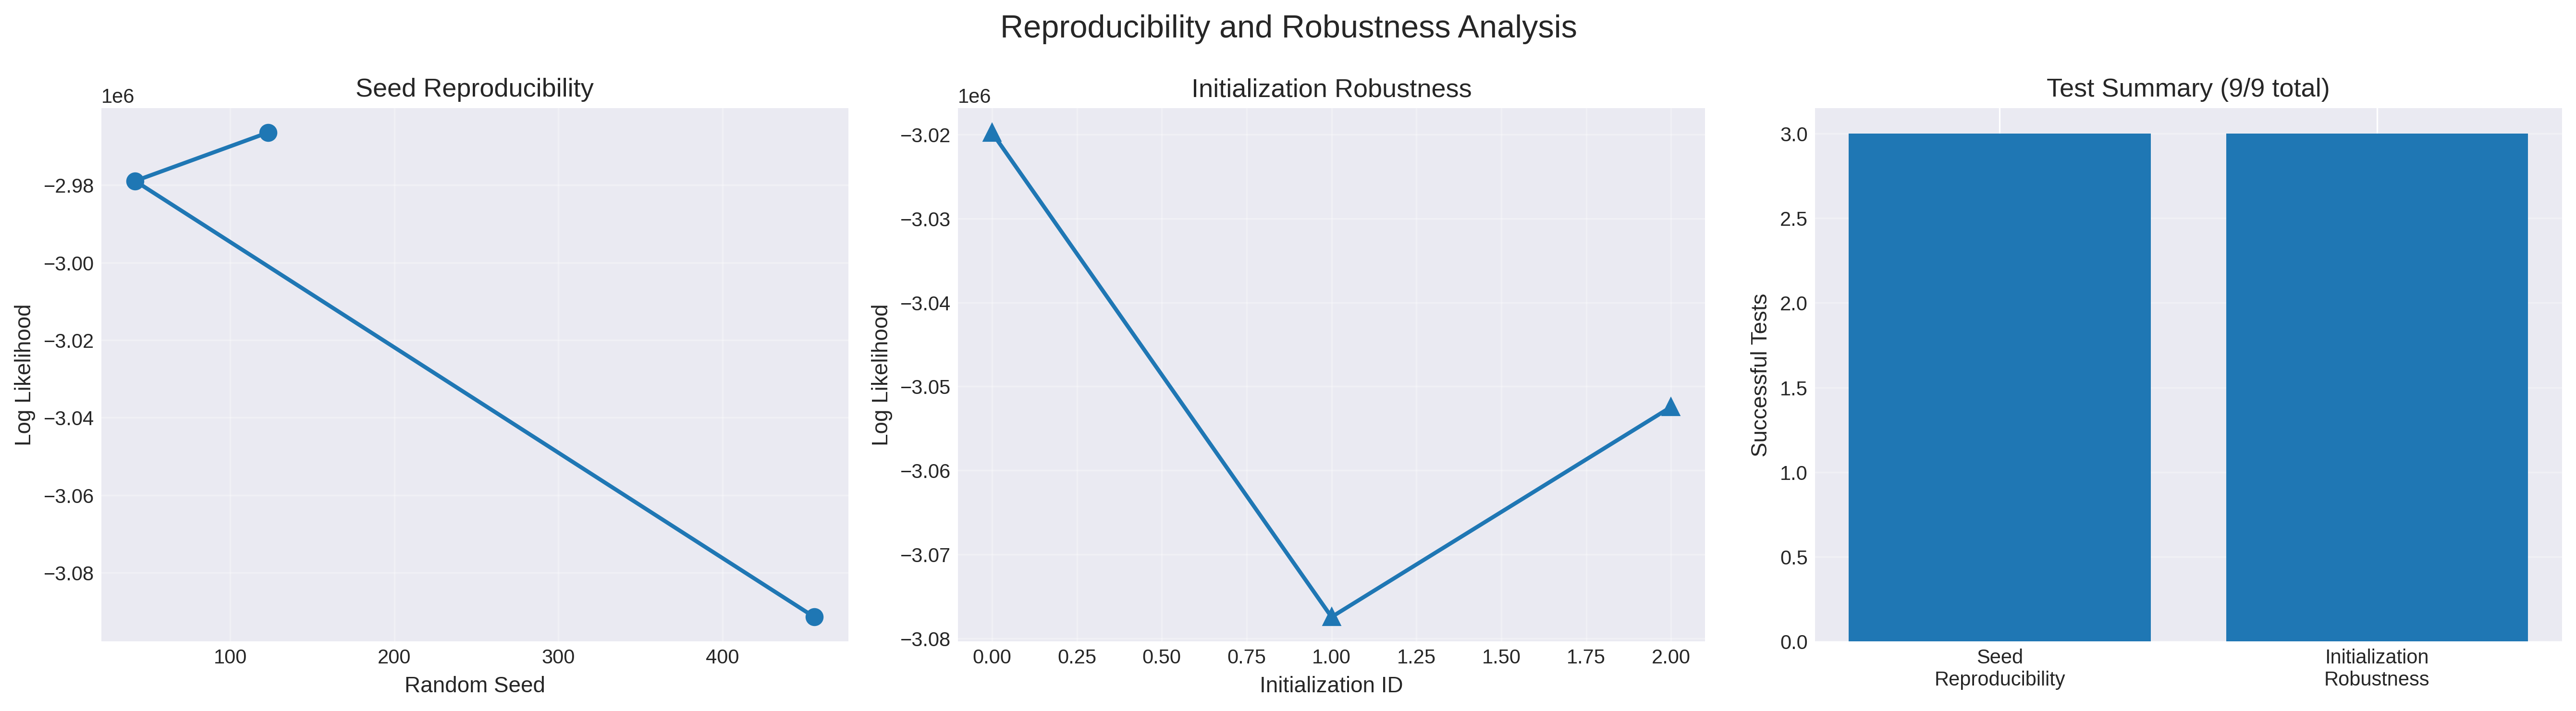 Reproducibility and Robustness Analysis
Seed Reproducibility
1e6
−2.98
−3.00
−3.02
−3.04
−3.06
−3.08
Log Likelihood
100 200 300 400
Random Seed
Initialization Robustness
1e6
−3.02
−3.03
−3.04
−3.05
−3.06
−3.07
−3.08
Log Likelihood
0.00 0.25 0.50 0.75 1.00 1.25 1.50 1.75 2.00
Initialization ID
Test Summary (9/9 total)
3.0
2.5
2.0
1.5
1.0
0.5
0.0
Successful Tests
Seed
Reproducibility
Initialization
Robustness